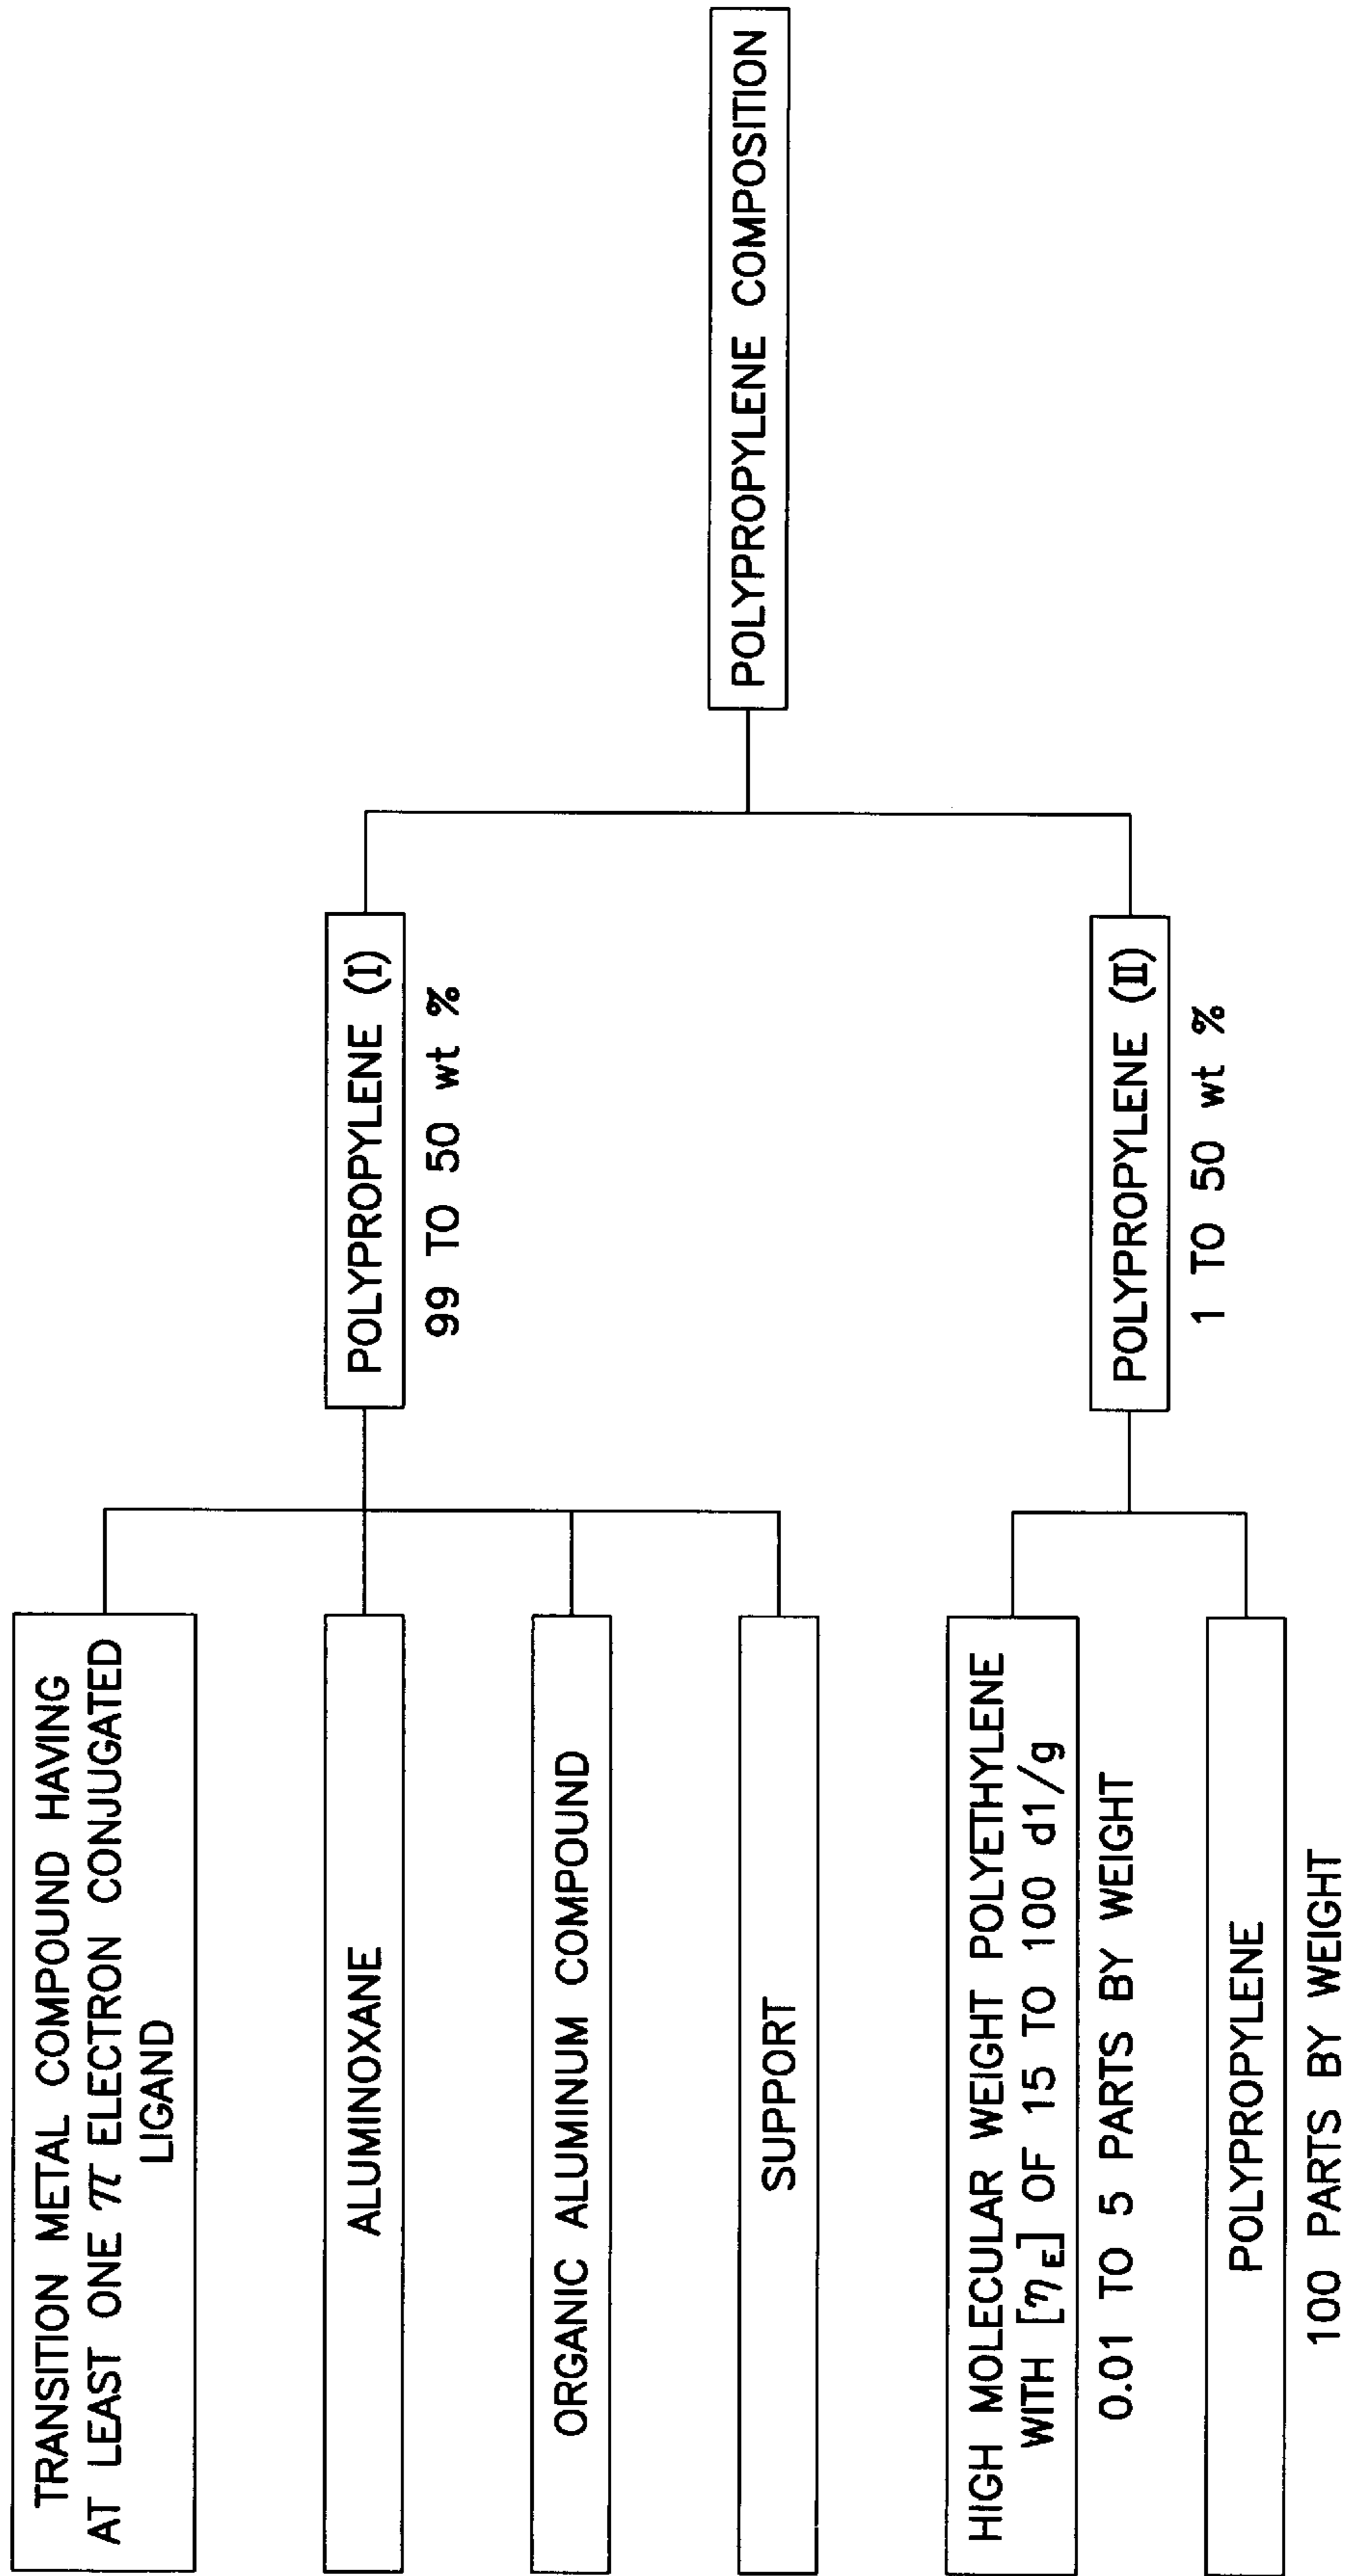 TRANSITION METAL COMPOUND HAVING
AT LEAST ONE π ELECTRON CONJUGATED
LIGAND
ALUMINOXANE
ORGANIC ALUMINUM COMPOUND
SUPPORT
POLYPROPYLENE (I)
99 TO 50 wt %
HIGH MOLECULAR WEIGHT POLYETHYLENE
WITH [ηE] OF 15 TO 100 d1/g
0.01 TO 5 PARTS BY WEIGHT
POLYPROPYLENE
100 PARTS BY WEIGHT
POLYPROPYLENE (II)
1 TO 50 wt %
POLYPROPYLENE COMPOSITION